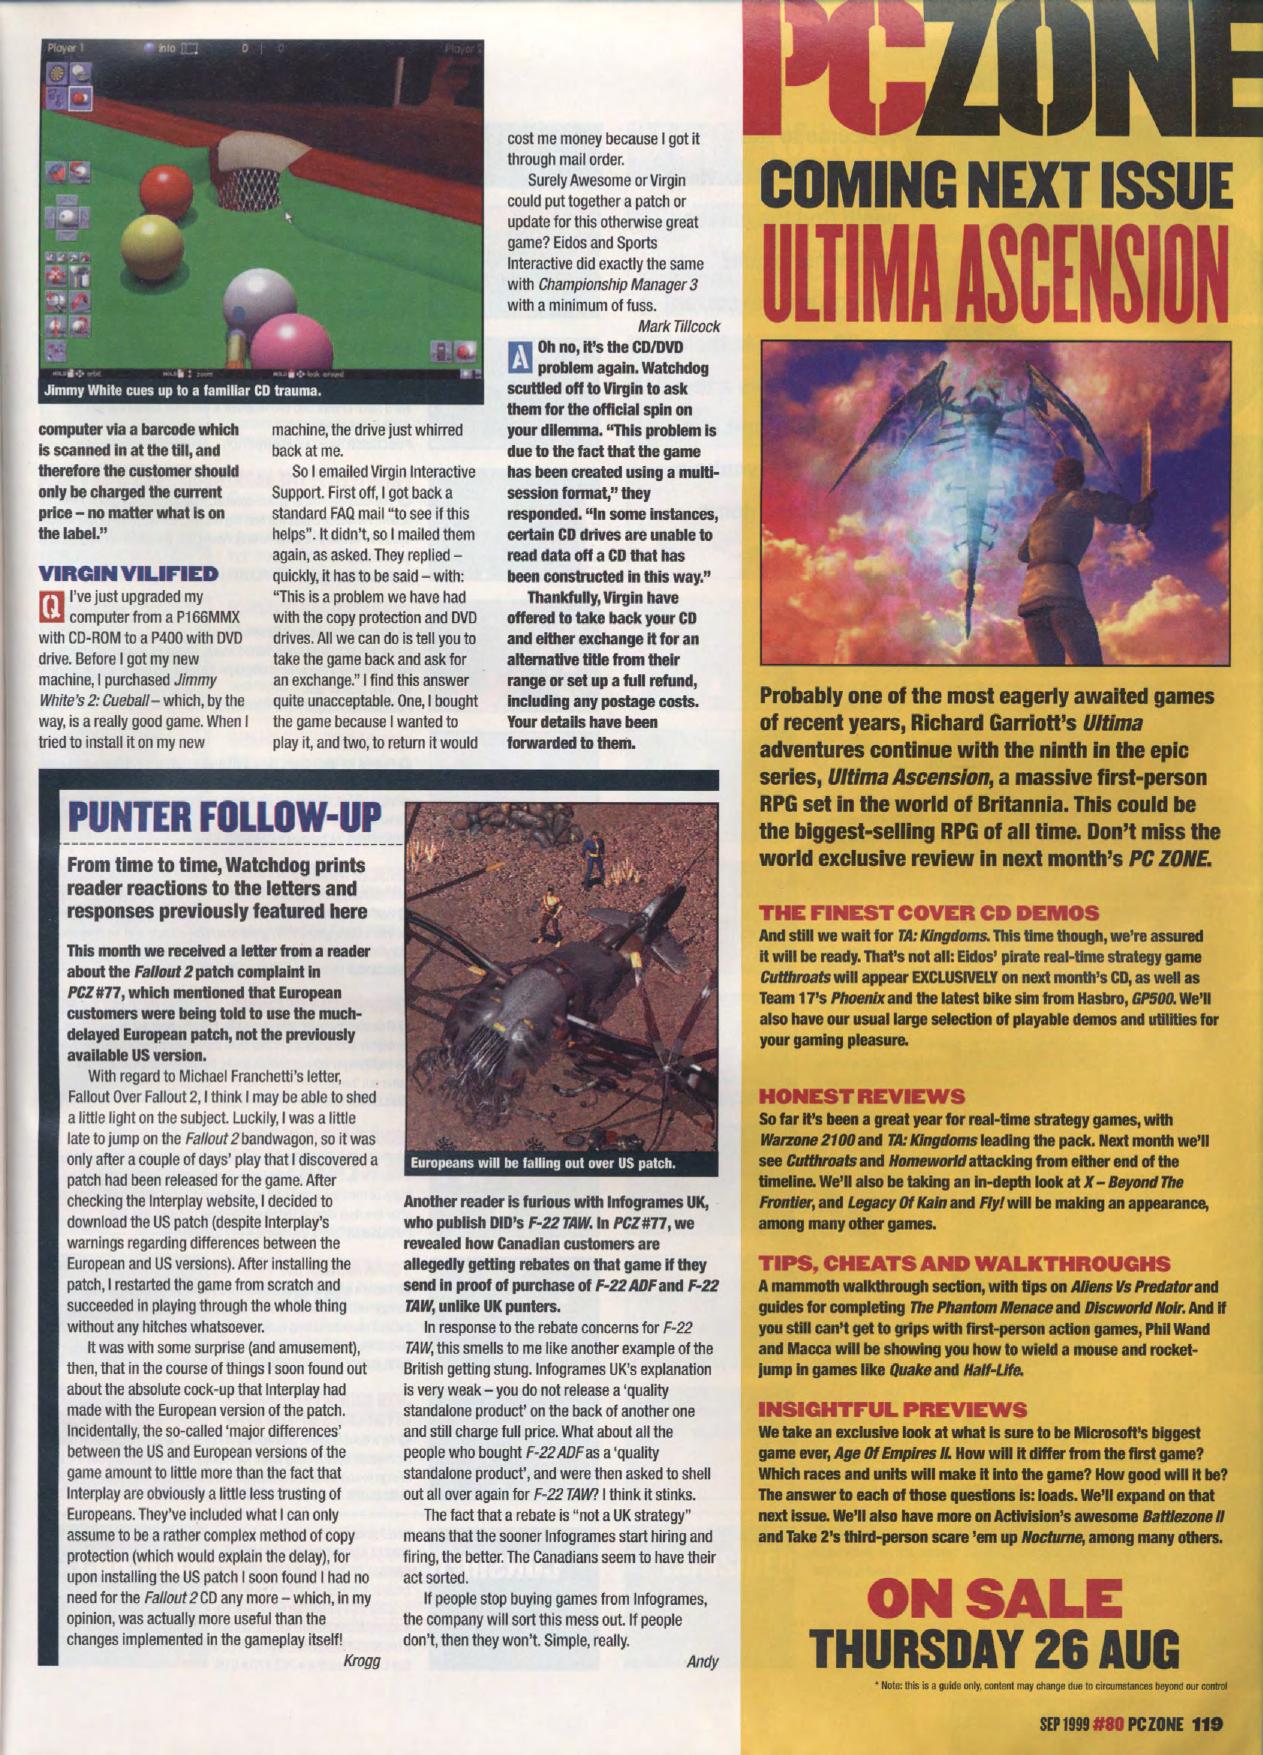 Player 1
info
0 | 0
Player 2
HOLD orbit
HOLD zoom
HOLD look around
Jimmy White cues up to a familiar CD trauma.
computer via a barcode which
is scanned in at the till, and
therefore the customer should
only be charged the current
price – no matter what is on
the label.”
VIRGIN VILIFIED
Q I've just upgraded my
computer from a P166MMX
with CD-ROM to a P400 with DVD
drive. Before I got my new
machine, I purchased Jimmy
White's 2: Cueball – which, by the
way, is a really good game. When I
tried to install it on my new
machine, the drive just whirred
back at me.
So I emailed Virgin Interactive
Support. First off, I got back a
standard FAQ mail “to see if this
helps”. It didn't, so I mailed them
again, as asked. They replied –
quickly, it has to be said – with:
“This is a problem we have had
with the copy protection and DVD
drives. All we can do is tell you to
take the game back and ask for
an exchange.” I find this answer
quite unacceptable. One, I bought
the game because I wanted to
play it, and two, to return it would
cost me money because I got it
through mail order.
Surely Awesome or Virgin
could put together a patch or
update for this otherwise great
game? Eidos and Sports
Interactive did exactly the same
with Championship Manager 3
with a minimum of fuss.
Mark Tillcock
A Oh no, it's the CD/DVD
problem again. Watchdog
scuttled off to Virgin to ask
them for the official spin on
your dilemma. “This problem is
due to the fact that the game
has been created using a multi-
session format,” they
responded. “In some instances,
certain CD drives are unable to
read data off a CD that has
been constructed in this way.”
Thankfully, Virgin have
offered to take back your CD
and either exchange it for an
alternative title from their
range or set up a full refund,
including any postage costs.
Your details have been
forwarded to them.
PUNTER FOLLOW-UP
From time to time, Watchdog prints
reader reactions to the letters and
responses previously featured here
This month we received a letter from a reader
about the Fallout 2 patch complaint in
PCZ #77, which mentioned that European
customers were being told to use the much-
delayed European patch, not the previously
available US version.
With regard to Michael Franchetti's letter,
Fallout Over Fallout 2, I think I may be able to shed
a little light on the subject. Luckily, I was a little
late to jump on the Fallout 2 bandwagon, so it was
only after a couple of days' play that I discovered a
patch had been released for the game. After
checking the Interplay website, I decided to
download the US patch (despite Interplay's
warnings regarding differences between the
European and US versions). After installing the
patch, I restarted the game from scratch and
succeeded in playing through the whole thing
without any hitches whatsoever.
It was with some surprise (and amusement),
then, that in the course of things I soon found out
about the absolute cock-up that Interplay had
made with the European version of the patch.
Incidentally, the so-called ‘major differences’
between the US and European versions of the
game amount to little more than the fact that
Interplay are obviously a little less trusting of
Europeans. They've included what I can only
assume to be a rather complex method of copy
protection (which would explain the delay), for
upon installing the US patch I soon found I had no
need for the Fallout 2 CD any more – which, in my
opinion, was actually more useful than the
changes implemented in the gameplay itself!
Krogg
Europeans will be falling out over US patch.
Another reader is furious with Infogrames UK,
who publish DID's F-22 TAW. In PCZ #77, we
revealed how Canadian customers are
allegedly getting rebates on that game if they
send in proof of purchase of F-22 ADF and F-22
TAW, unlike UK punters.
In response to the rebate concerns for F-22
TAW, this smells to me like another example of the
British getting stung. Infogrames UK's explanation
is very weak – you do not release a ‘quality
standalone product’ on the back of another one
and still charge full price. What about all the
people who bought F-22 ADF as a ‘quality
standalone product’, and were then asked to shell
out all over again for F-22 TAW? I think it stinks.
The fact that a rebate is “not a UK strategy”
means that the sooner Infogrames start hiring and
firing, the better. The Canadians seem to have their
act sorted.
If people stop buying games from Infogrames,
the company will sort this mess out. If people
don't, then they won't. Simple, really.
Andy
PCZONE
COMING NEXT ISSUE
ULTIMA ASCENSION
Probably one of the most eagerly awaited games
of recent years, Richard Garriott's Ultima
adventures continue with the ninth in the epic
series, Ultima Ascension, a massive first-person
RPG set in the world of Britannia. This could be
the biggest-selling RPG of all time. Don't miss the
world exclusive review in next month's PC ZONE.
THE FINEST COVER CD DEMOS
And still we wait for TA: Kingdoms. This time though, we're assured
it will be ready. That's not all: Eidos' pirate real-time strategy game
Cutthroats will appear EXCLUSIVELY on next month's CD, as well as
Team 17's Phoenix and the latest bike sim from Hasbro, GP500. We'll
also have our usual large selection of playable demos and utilities for
your gaming pleasure.
HONEST REVIEWS
So far it's been a great year for real-time strategy games, with
Warzone 2100 and TA: Kingdoms leading the pack. Next month we'll
see Cutthroats and Homeworld attacking from either end of the
timeline. We'll also be taking an in-depth look at X – Beyond The
Frontier, and Legacy Of Kain and Fly! will be making an appearance,
among many other games.
TIPS, CHEATS AND WALKTHROUGHS
A mammoth walkthrough section, with tips on Aliens Vs Predator and
guides for completing The Phantom Menace and Discworld Noir. And if
you still can't get to grips with first-person action games, Phil Wand
and Macca will be showing you how to wield a mouse and rocket-
jump in games like Quake and Half-Life.
INSIGHTFUL PREVIEWS
We take an exclusive look at what is sure to be Microsoft's biggest
game ever, Age Of Empires II. How will it differ from the first game?
Which races and units will make it into the game? How good will it be?
The answer to each of those questions is: loads. We'll expand on that
next issue. We'll also have more on Activision's awesome Battlezone II
and Take 2's third-person scare 'em up Nocturne, among many others.
ON SALE
THURSDAY 26 AUG
* Note: this is a guide only, content may change due to circumstances beyond our control
SEP 1999 #80 PC ZONE 119